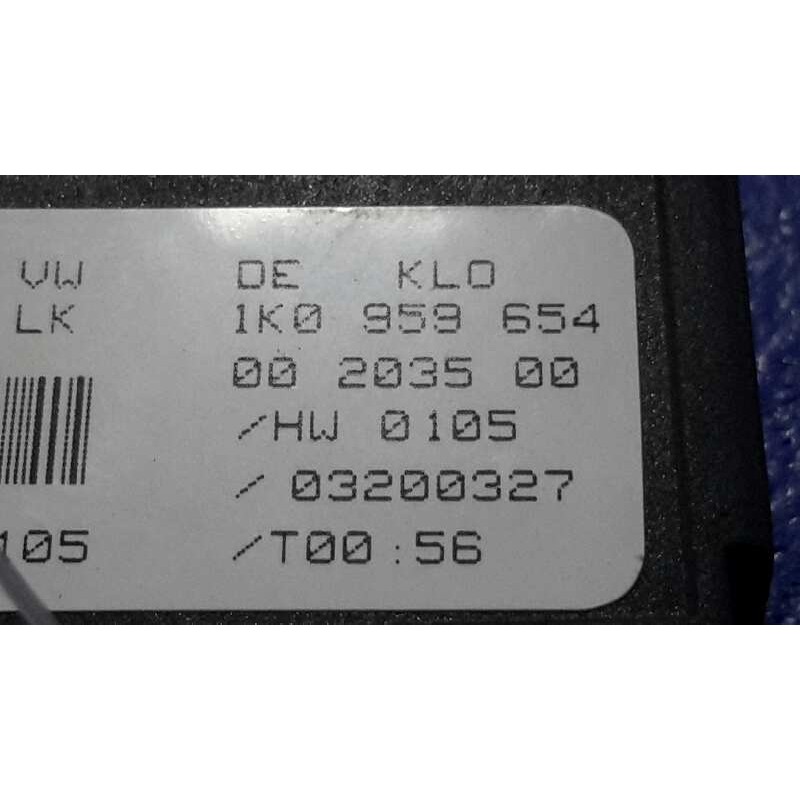 VW DE KLO
LK 1K0 959 654
00 2035 00
/HW 0105
/ 03200327
105 /T00:56